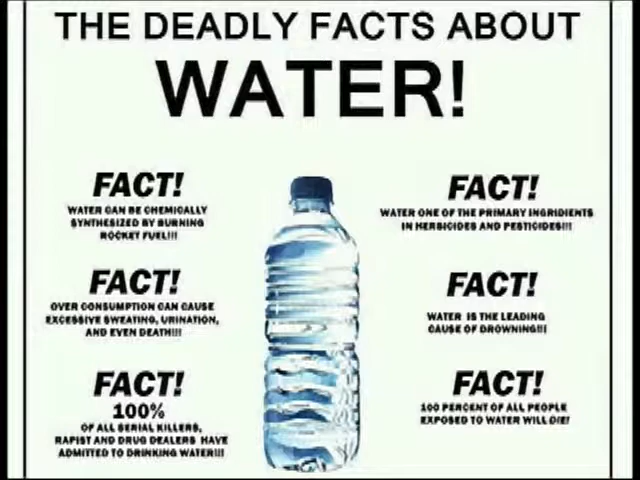 THE DEADLY FACTS ABOUT
WATER!
FACT!
WATER CAN BE CHEMICALLY
SYNTHESIZED BY BURNING
ROCKET FUEL!!!
FACT!
OVER CONSUMPTION CAN CAUSE
EXCESSIVE SWEATING, URINATION,
AND EVEN DEATH!!!
FACT!
100%
OF ALL SERIAL KILLERS,
RAPIST AND DRUG DEALERS HAVE
ADMITTED TO DRINKING WATER!!!
FACT!
WATER ONE OF THE PRIMARY INGRIDIENTS
IN HERBICIDES AND PESTICIDES!!!
FACT!
WATER IS THE LEADING
CAUSE OF DROWNING!!!
FACT!
100 PERCENT OF ALL PEOPLE
EXPOSED TO WATER WILL DIE!